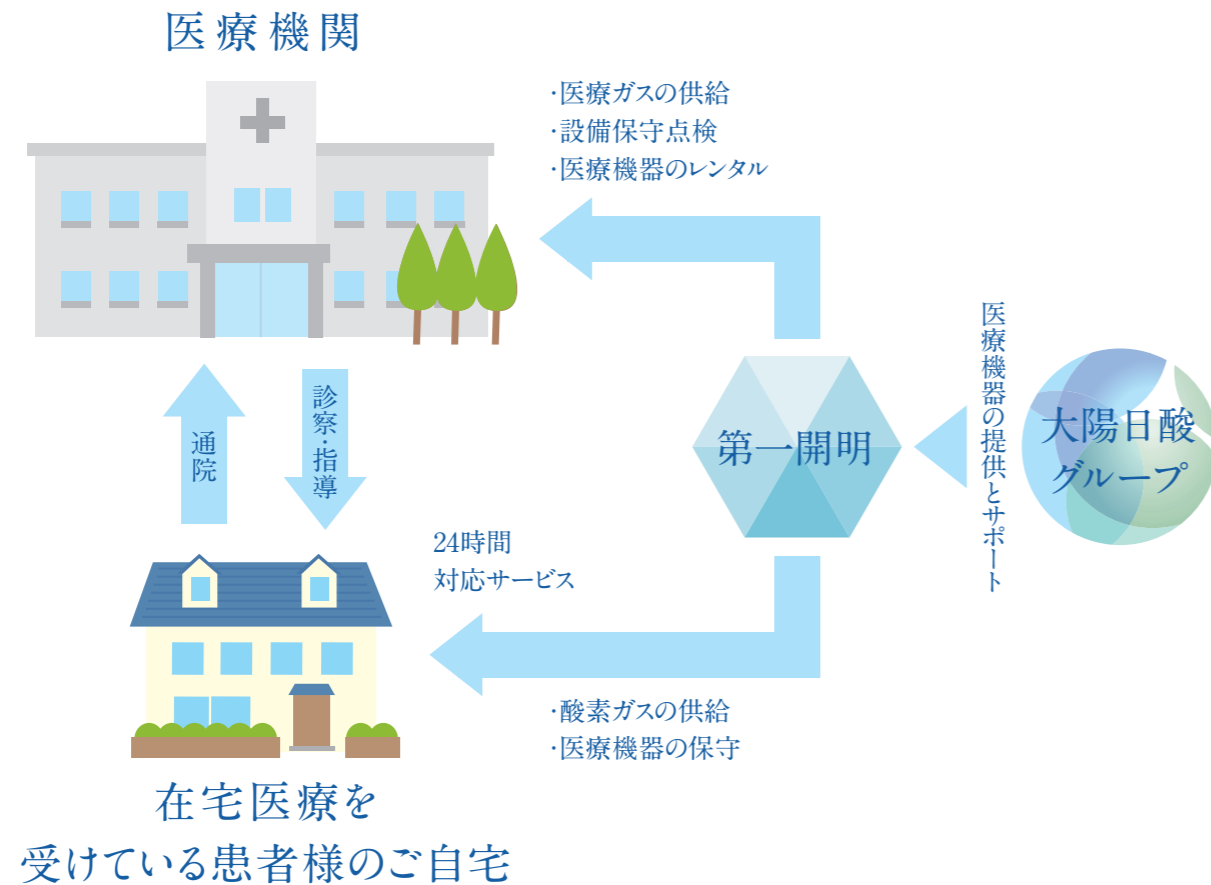 医療機関
·医療ガスの供給
·設備保守点検
·医療機器のレンタル
通院
診察·指導
第一開明
医療機器の提供とサポート
大陽日酸
グループ
24時間
対応サービス
·酸素ガスの供給
·医療機器の保守
在宅医療を
受けている患者様のご自宅